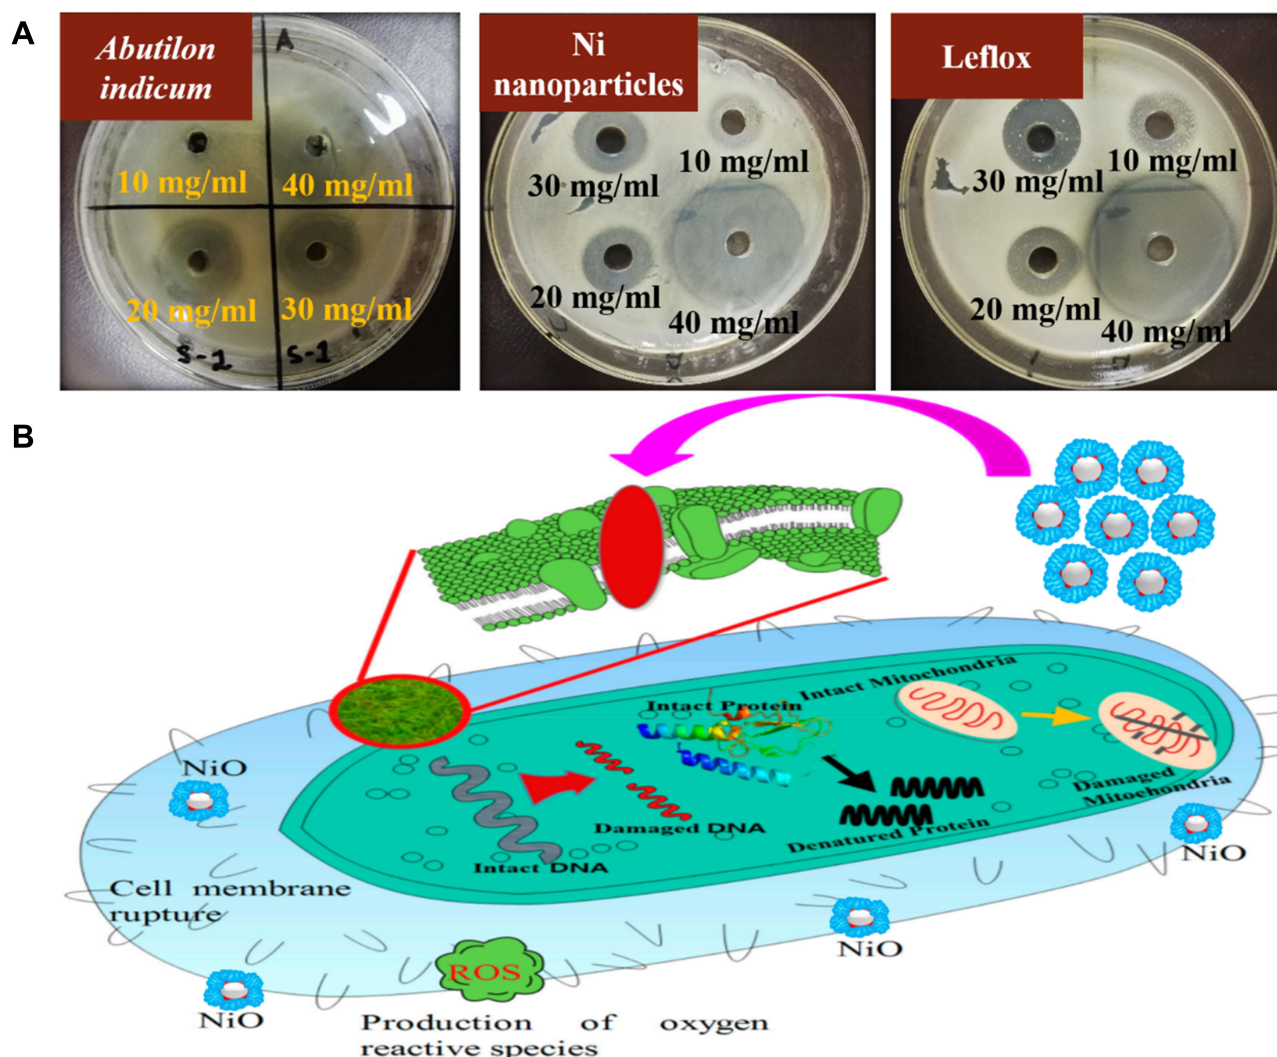 A
Abutilon
indicum
A
10 mg/ml
40 mg/ml
20 mg/ml
30 mg/ml
S-1
S-1
Ni
nanoparticles
30 mg/ml
10 mg/ml
20 mg/ml
40 mg/ml
Leflox
30 mg/ml
10 mg/ml
20 mg/ml
40 mg/ml
B
Intact Mitochondria
Intact Protein
NiO
Damaged
Mitochondria
Damaged DNA
Denatured Protein
NiO
Intact DNA
Cell membrane
rupture
NiO
ROS
NiO
Production of oxygen
reactive species